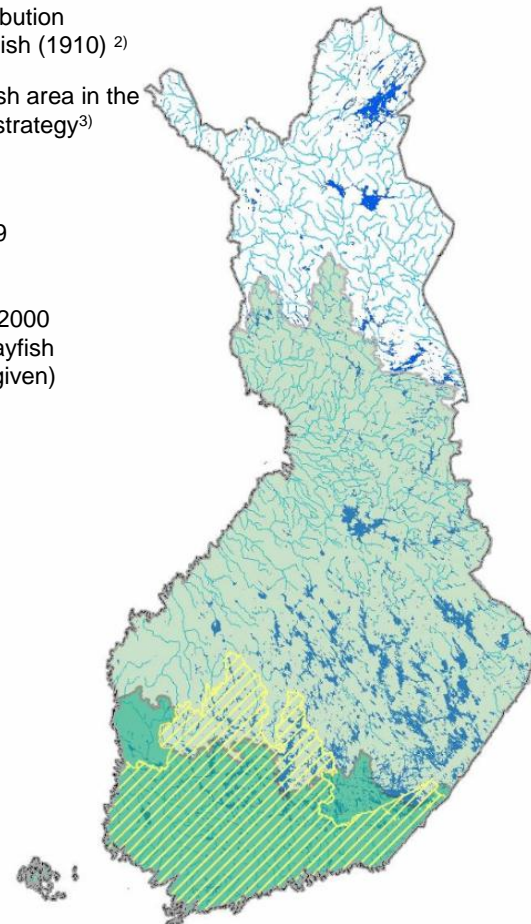 bution
ish (1910) 2)
sh area in the
strategy3)
9
2000
ayfish
given)